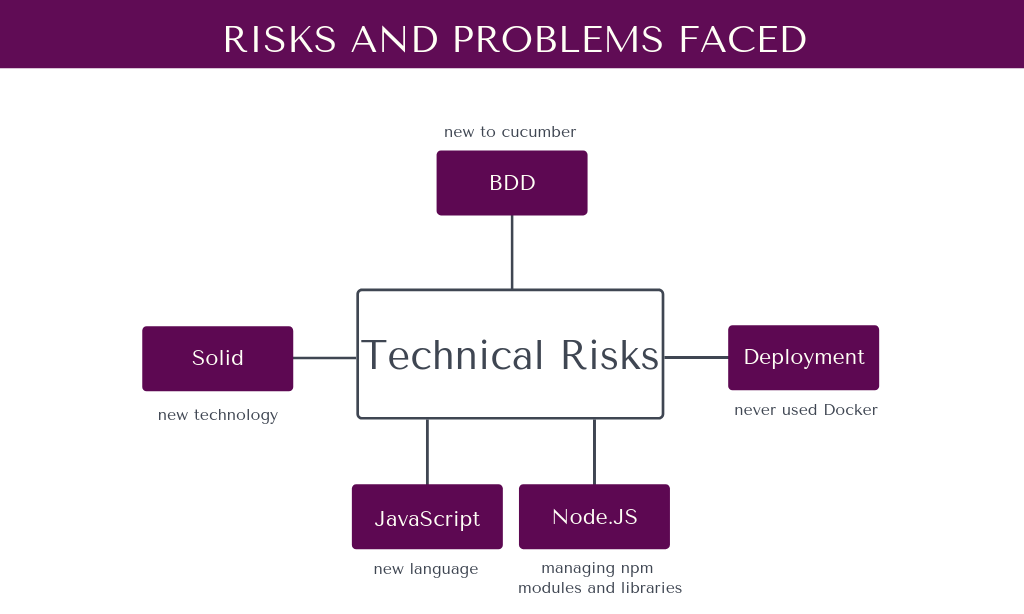 RISKS AND PROBLEMS FACED
new to cucumber
BDD
Technical Risks
Solid
new technology
Deployment
never used Docker
JavaScript
new language
Node.JS
managing npm
modules and libraries